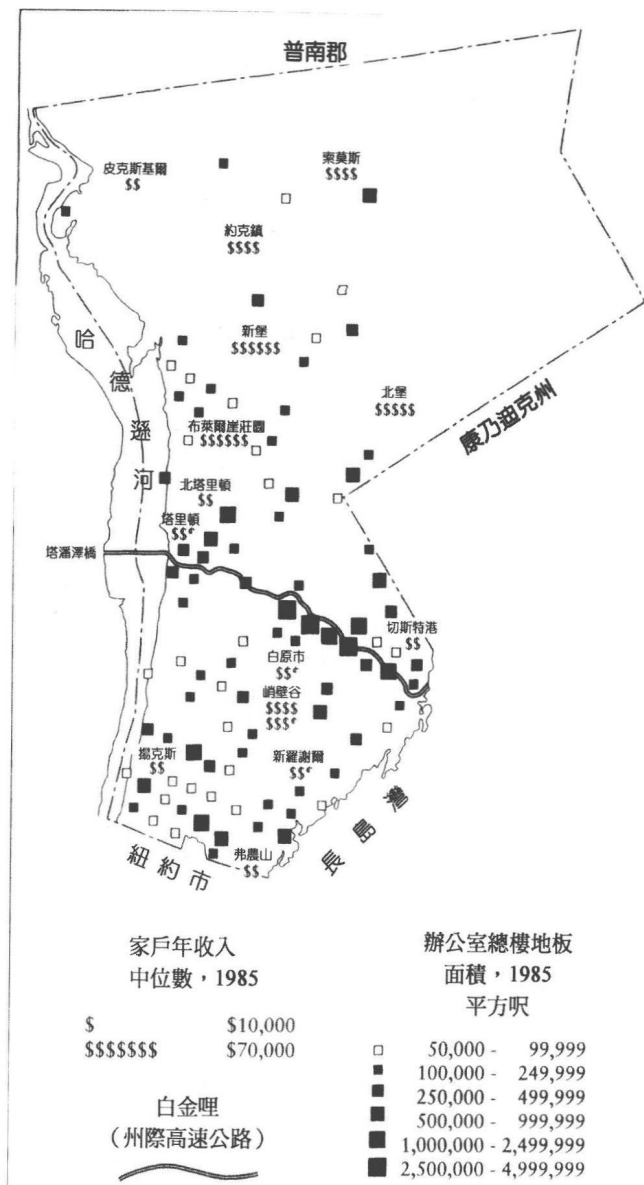 普南郡
皮克斯基爾
$$
索莫斯
$$$$
約克鎮
$$$$
新堡
$$$$$$
北堡
$$$$$
哈德遜河
布萊爾崖莊園
$$$$$$
康乃迪克州
北塔里頓
$$
塔里頓
$$$
塔潘澤橋
切斯特港
$$
白原市
$$$
峭壁谷
$$$$
$$$$
揚克斯
$$
新羅謝爾
$$$
弗農山
$$
紐約市
長島灣
家戶年收入
中位數，1985
$ $10,000
$$$$$$$ $70,000
白金哩
（州際高速公路）
辦公室總樓地板
面積，1985
平方呎
50,000 - 99,999
100,000 - 249,999
250,000 - 499,999
500,000 - 999,999
1,000,000 - 2,499,999
2,500,000 - 4,999,999